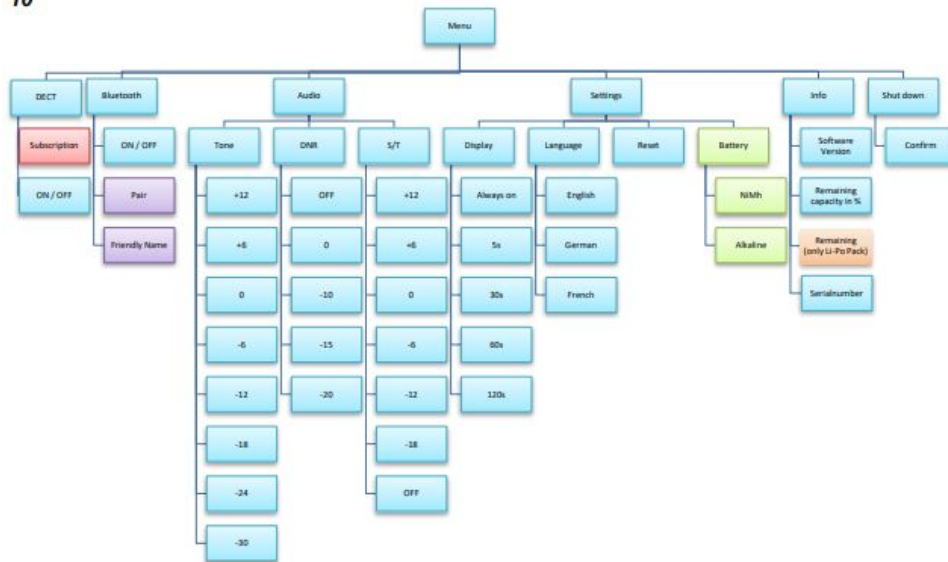 10
Menu
DECT
Bluetooth
Audio
Settings
Info
Shut down
Subscription
ON / OFF
Tone
DNR
S/T
Display
Language
Reset
Battery
Software
Version
Confirm
ON / OFF
Pair
+12
OFF
+12
Always on
English
NiMh
Remaining
capacity in %
Friendly Name
+6
0
+6
5s
German
Alkaline
Remaining
(only Li-Po Pack)
0
-10
0
30s
French
Serialnumber
-6
-15
-6
60s
-12
-20
-12
120s
-18
-18
-24
OFF
-30